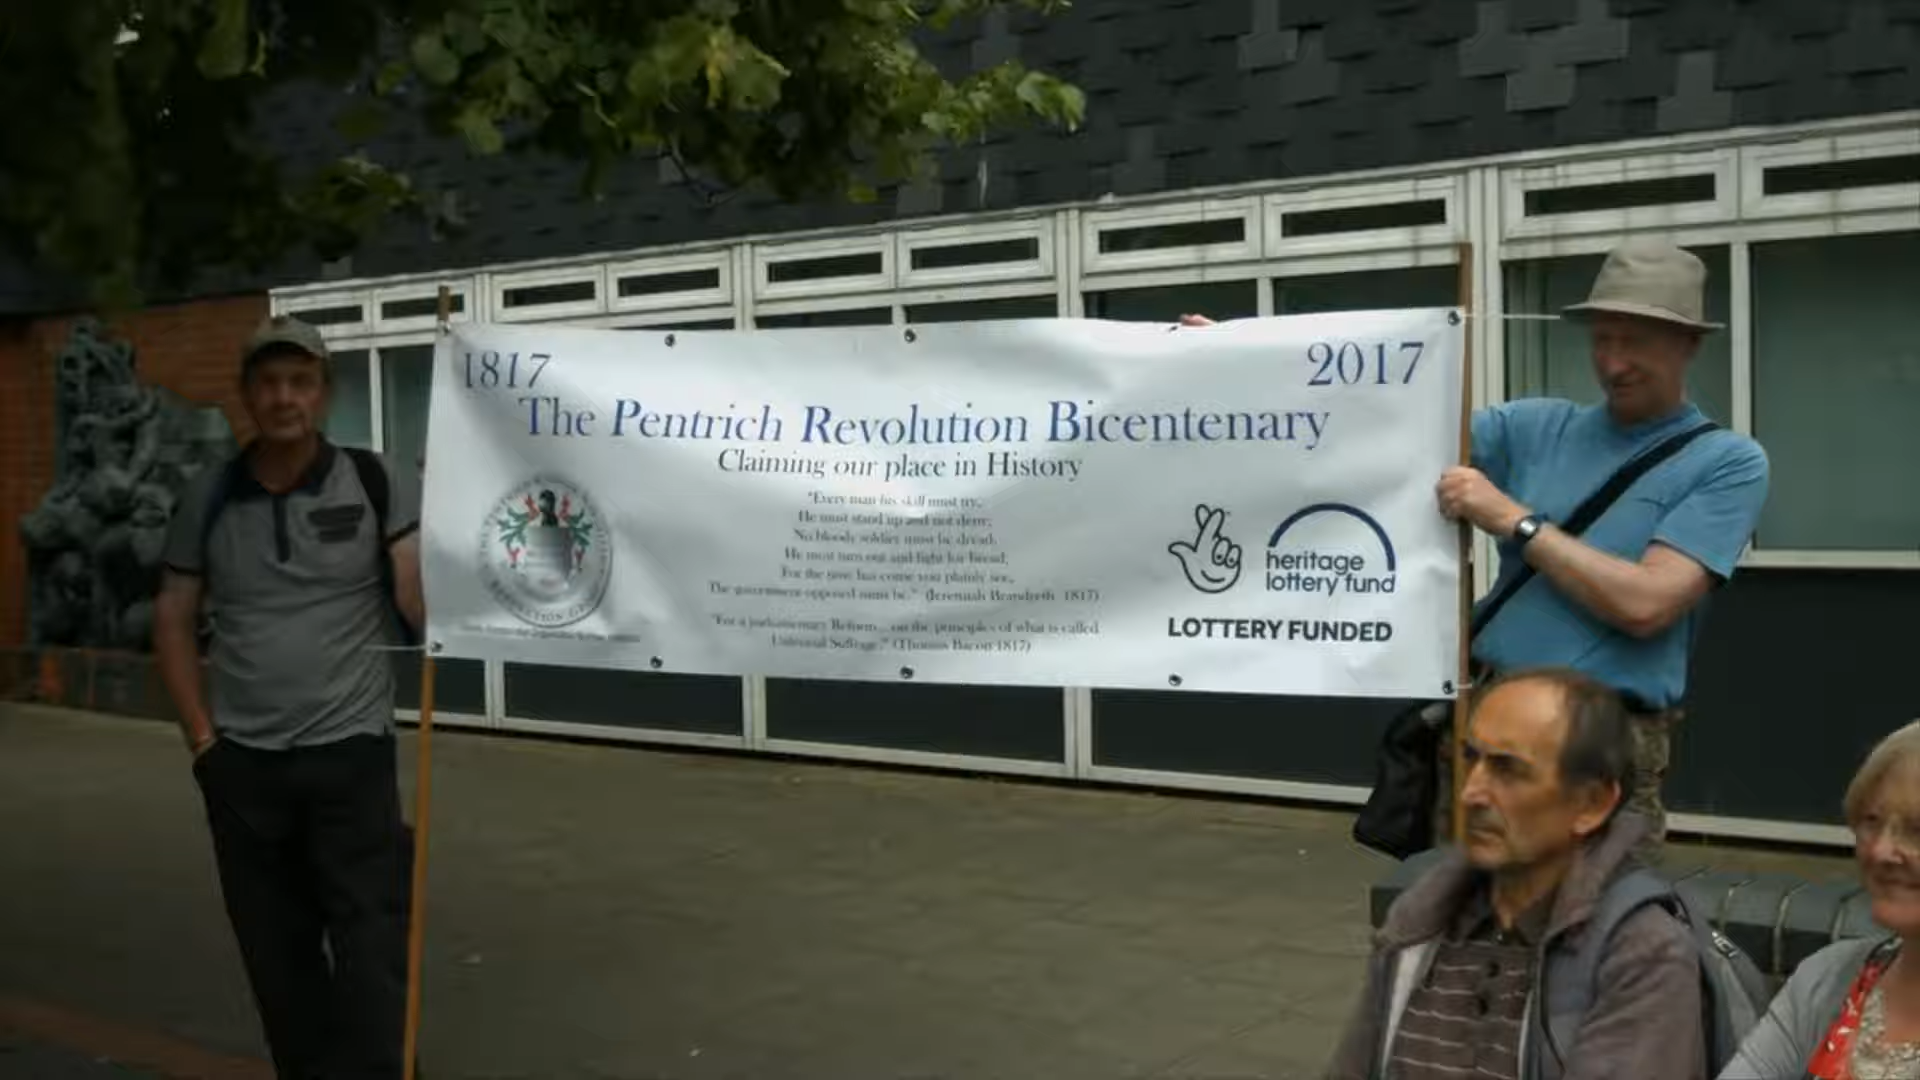 1817 2017
The Pentrich Revolution Bicentenary
Claiming our place in History
"Every man his skill must try,
He must stand up and not deny;
No bloody soldier must he dread,
He must turn out and fight for bread,
For the time has come you plainly see,
The government opposed must be." (Jeremiah Brandreth 1817)
"For a parliamentary Reform... on the principles of what is called
Universal Suffrage." (Thomas Bacon 1817)
REVOLUTION GROUP
heritage
lottery fund
LOTTERY FUNDED